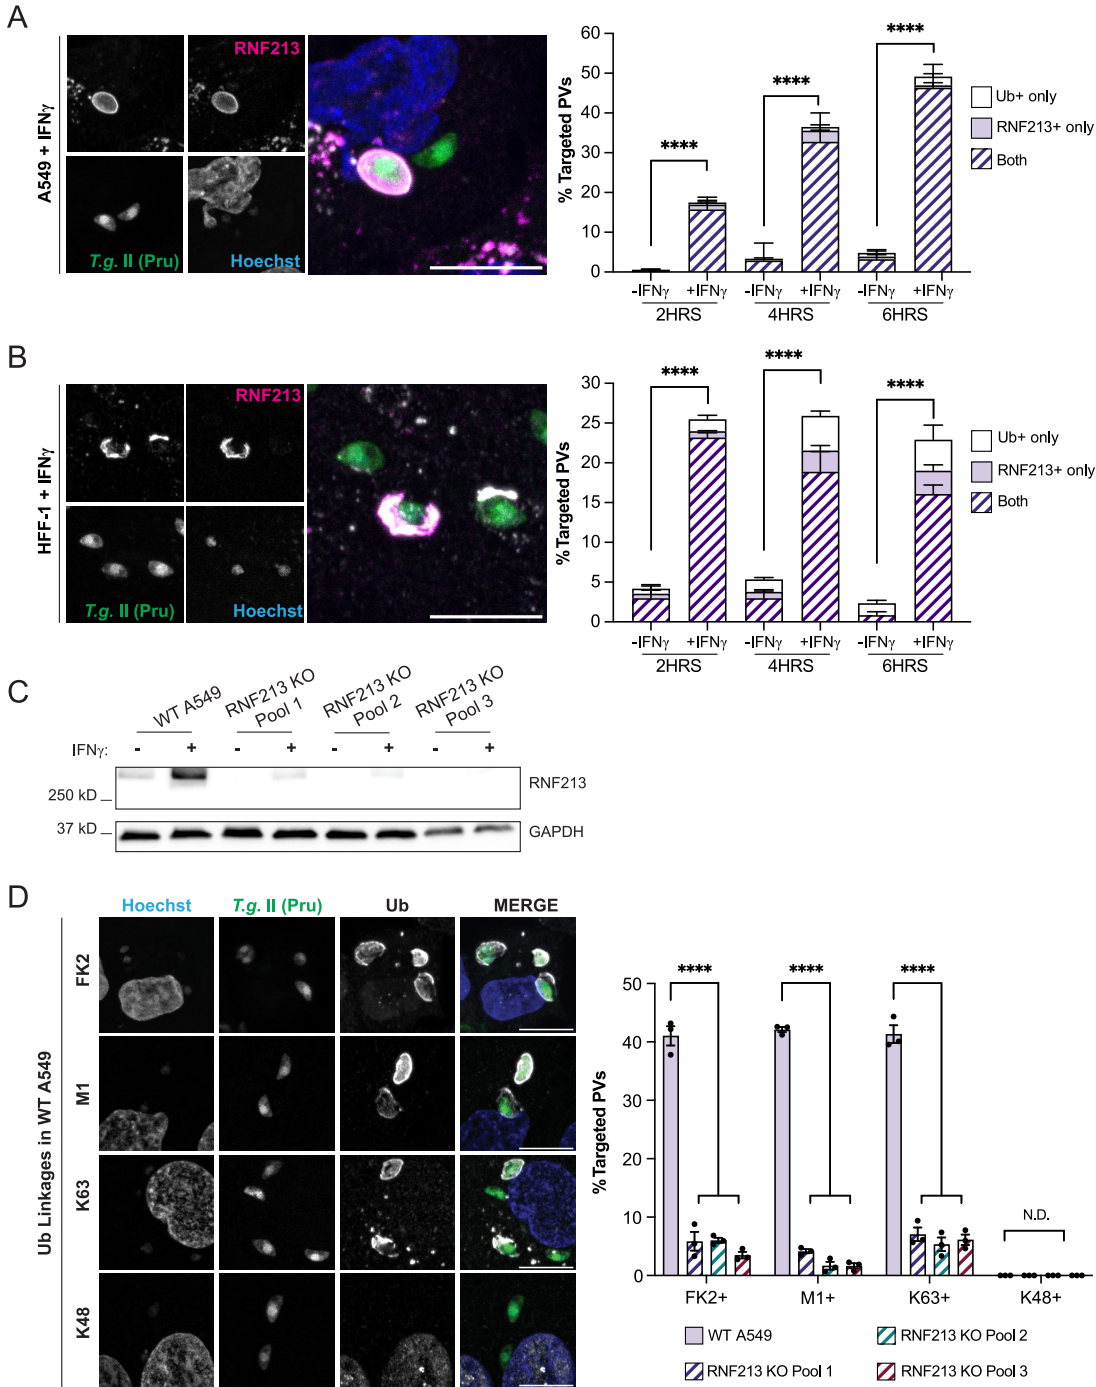 A
A549 + IFNγ
RNF213
T.g. II (Pru)
Hoechst
% Targeted PVs
60
50
40
30
20
10
0
****
****
****
-IFNγ +IFNγ -IFNγ +IFNγ -IFNγ +IFNγ
2HRS 4HRS 6HRS
Ub+ only
RNF213+ only
Both
B
HFF-1 + IFNγ
RNF213
T.g. II (Pru)
Hoechst
% Targeted PVs
30
25
20
15
10
5
0
****
****
****
-IFNγ +IFNγ -IFNγ +IFNγ -IFNγ +IFNγ
2HRS 4HRS 6HRS
Ub+ only
RNF213+ only
Both
C
WT A549
RNF213 KO
Pool 1
RNF213 KO
Pool 2
RNF213 KO
Pool 3
IFNγ: - + - + - + - +
250 kD
RNF213
37 kD
GAPDH
D
Ub Linkages in WT A549
Hoechst T.g. II (Pru) Ub MERGE
FK2
M1
K63
K48
% Targeted PVs
50
40
30
20
10
0
****
****
****
N.D.
FK2+ M1+ K63+ K48+
WT A549
RNF213 KO Pool 1
RNF213 KO Pool 2
RNF213 KO Pool 3